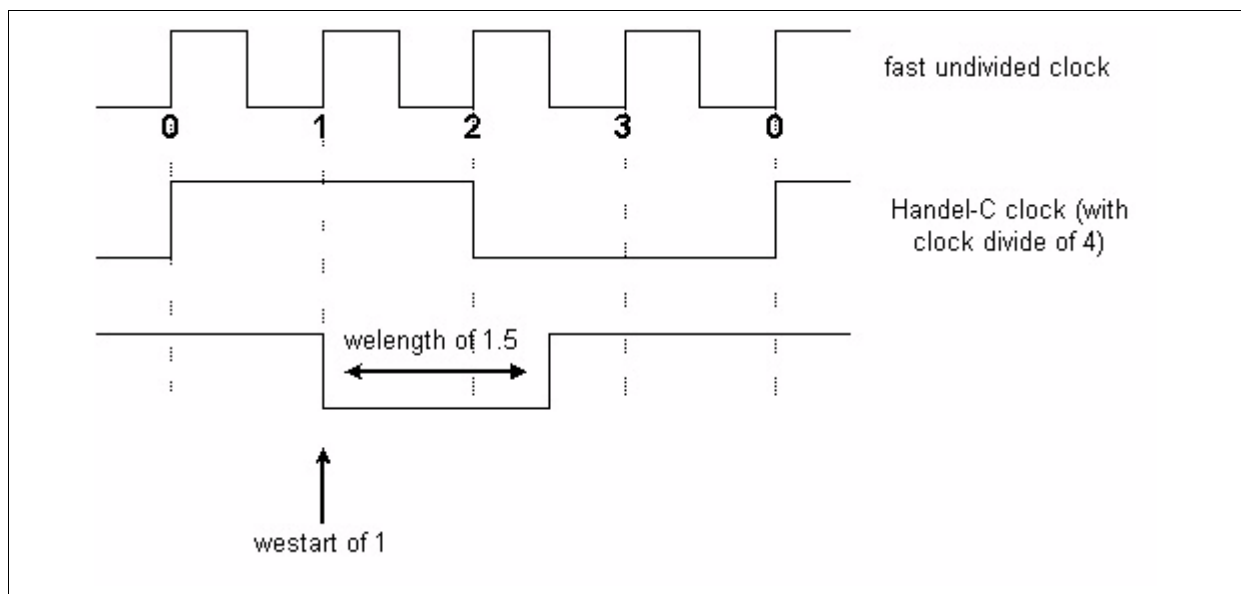 fast undivided clock
0 1 2 3 0
Handel-C clock (with
clock divide of 4)
welength of 1.5
westart of 1